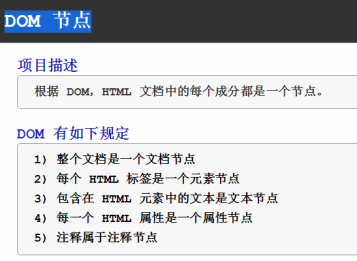 DOM 节点
项目描述
根据 DOM, HTML 文档中的每个成分都是一个节点。
DOM 有如下规定
1) 整个文档是一个文档节点
2) 每个 HTML 标签是一个元素节点
3) 包含在 HTML 元素中的文本是文本节点
4) 每一个 HTML 属性是一个属性节点
5) 注释属于注释节点